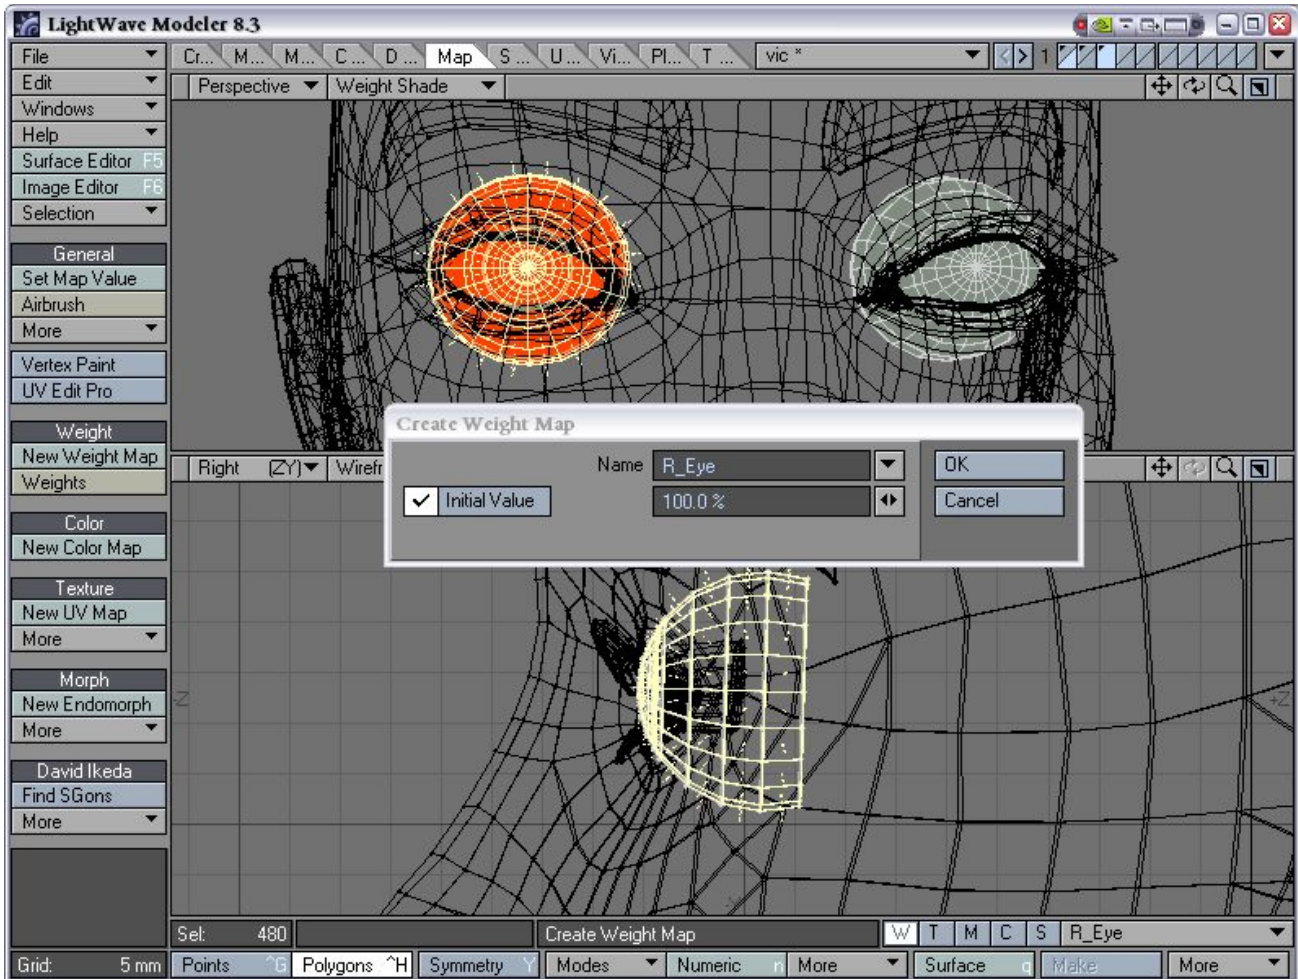 LightWave Modeler 8.3
File
Edit
Windows
Help
Surface Editor F5
Image Editor F6
Selection
General
Set Map Value
Airbrush
More
Vertex Paint
UV Edit Pro
Weight
New Weight Map
Weights
Color
New Color Map
Texture
New UV Map
More
Morph
New Endomorph
More
David Ikeda
Find SGons
More
Cr... M... M... C ... D ... Map S ... U ... Vi... Pl... T ... vic * 1
Perspective Weight Shade
Create Weight Map
Name R_Eye OK
Initial Value 100.0 % Cancel
Right (ZY) Wirefr
-Z +Z
Sel: 480 Create Weight Map W T M C S R_Eye
Grid: 5 mm Points ^G Polygons ^H Symmetry Y Modes Numeric n More Surface q Make More